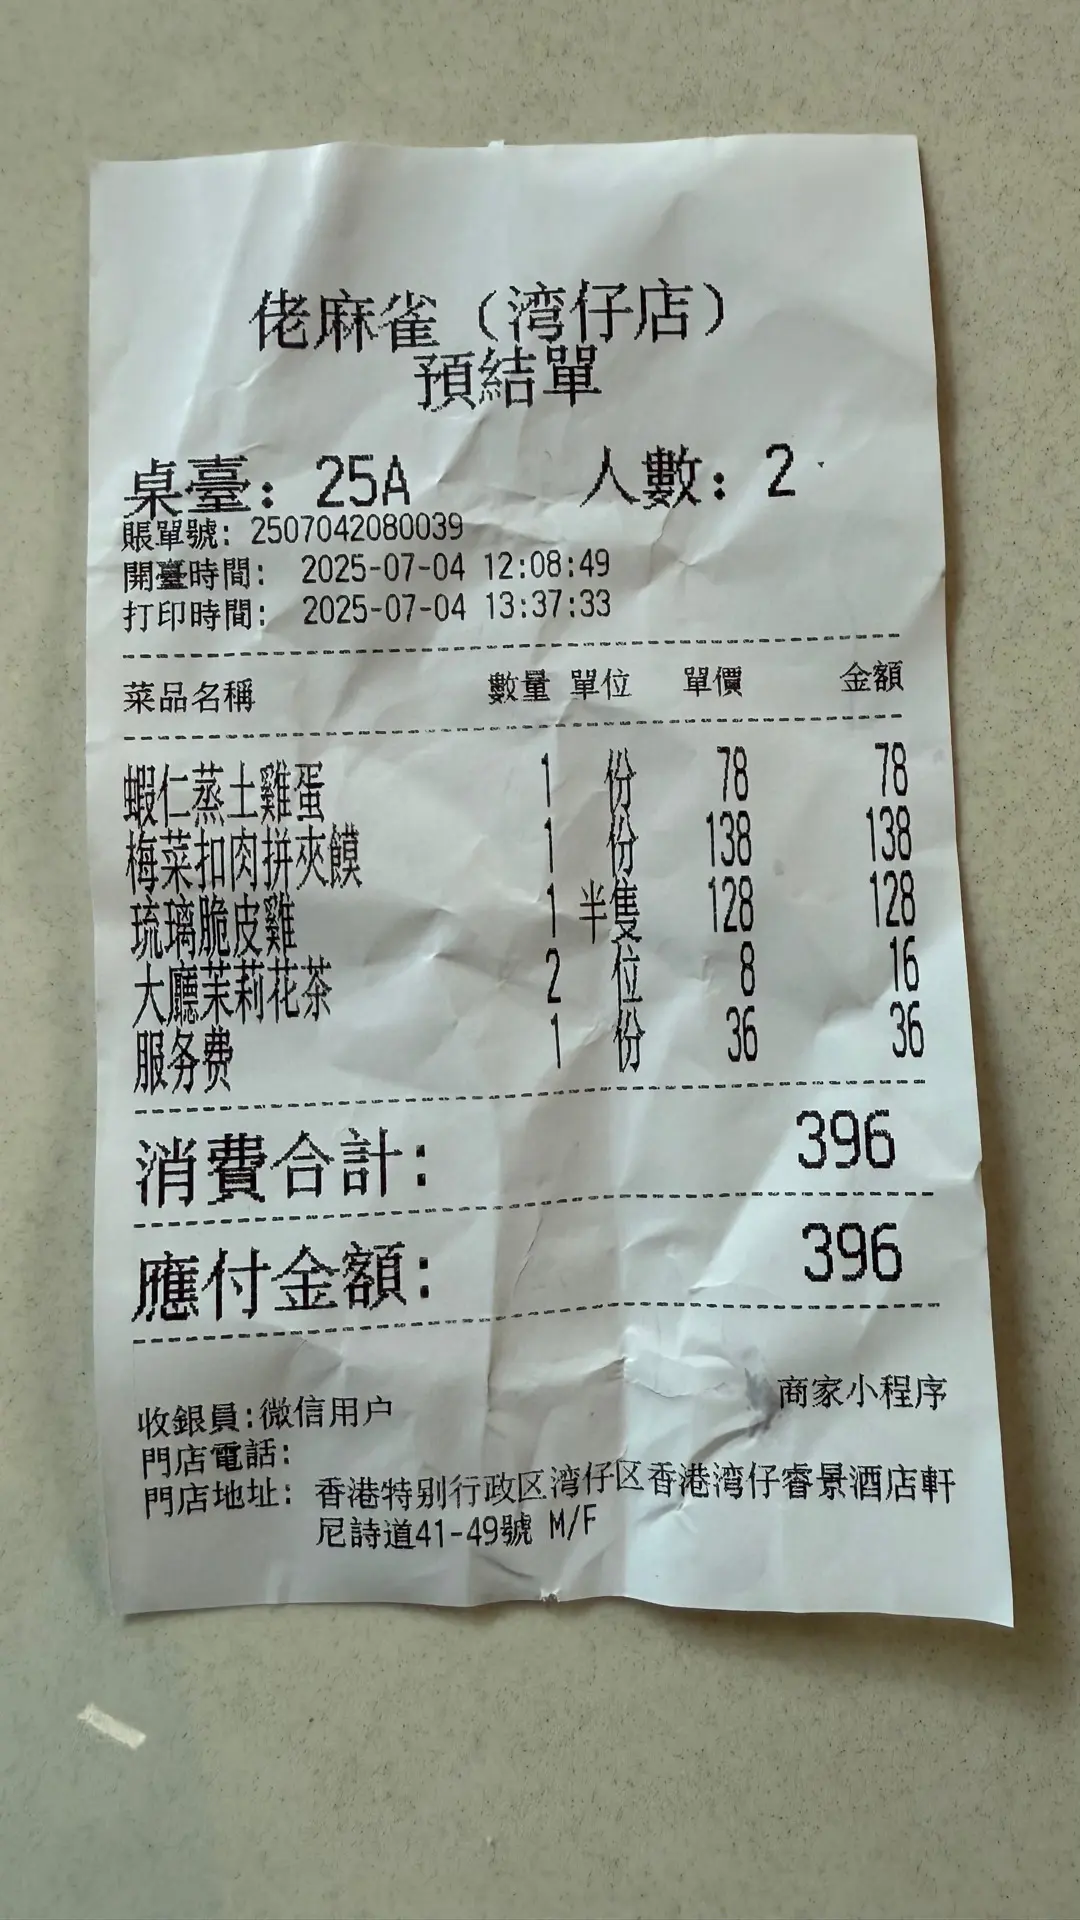 佬麻雀（湾仔店）
預結單
桌臺：25A 人數：2
賬單號：2507042080039
開臺時間： 2025-07-04 12:08:49
打印時間： 2025-07-04 13:37:33
菜品名稱 數量 單位 單價 金額
蝦仁蒸土雞蛋 1 份 78 78
梅菜扣肉拼夾饃 1 份 138 138
琉璃脆皮雞 1 半隻 128 128
大廳茉莉花茶 2 位 8 16
服务费 1 份 36 36
消費合計： 396
應付金額： 396
商家小程序
收銀員:微信用户
門店電話:
門店地址： 香港特别行政区湾仔区香港湾仔睿景酒店軒
尼詩道41-49號 M/F